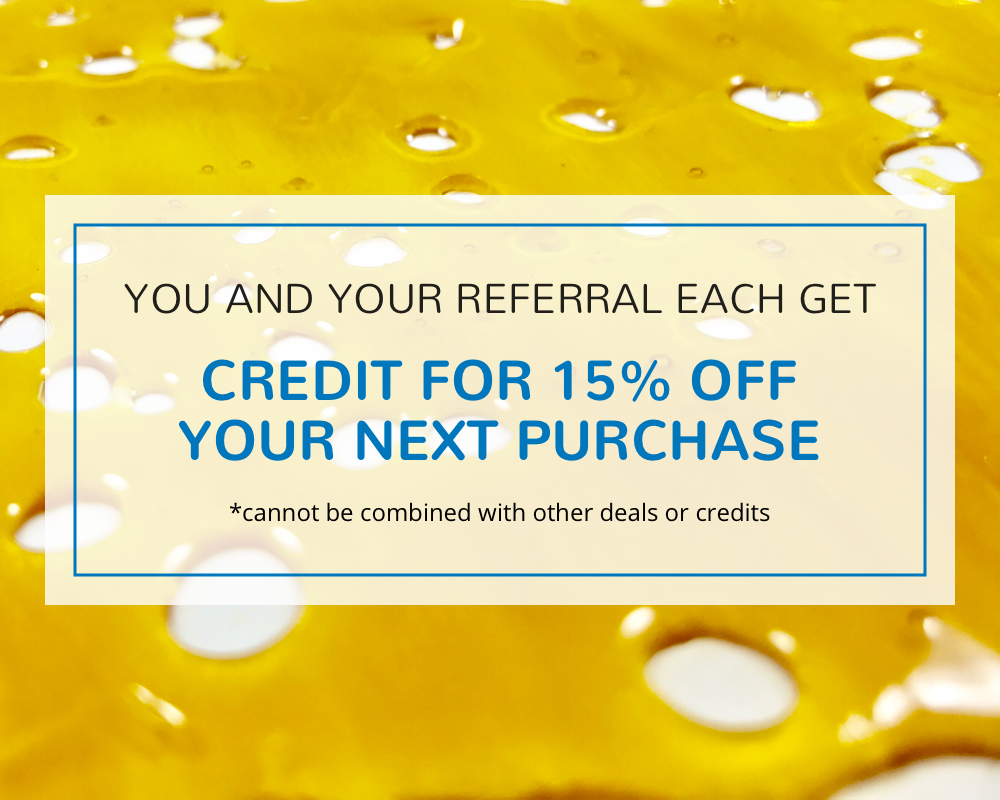 YOU AND YOUR REFERRAL EACH GET
CREDIT FOR 15% OFF
YOUR NEXT PURCHASE
*cannot be combined with other deals or credits